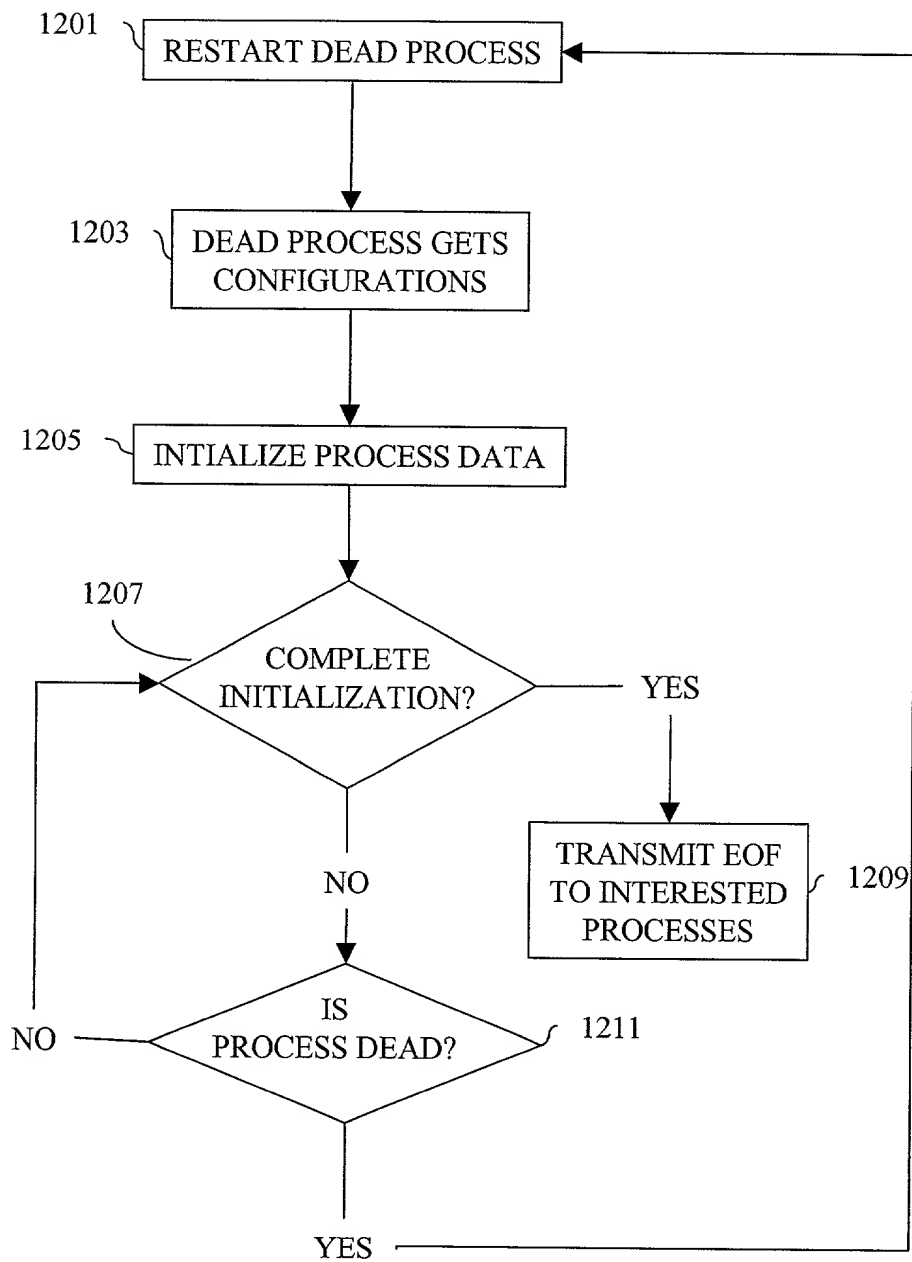 1201
RESTART DEAD PROCESS
1203
DEAD PROCESS GETS
CONFIGURATIONS
1205
INTIALIZE PROCESS DATA
1207
COMPLETE
INITIALIZATION?
YES
TRANSMIT EOF
TO INTERESTED
PROCESSES
1209
NO
IS
PROCESS DEAD?
1211
NO
YES